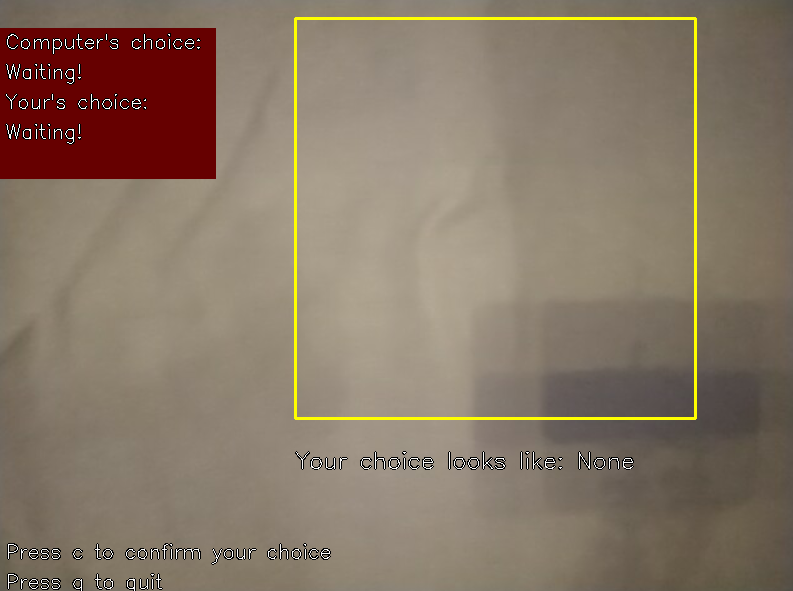 Computer's choice:
Waiting!
Your's choice:
Waiting!
Your choice looks like: None
Press c to confirm your choice
Press q to quit